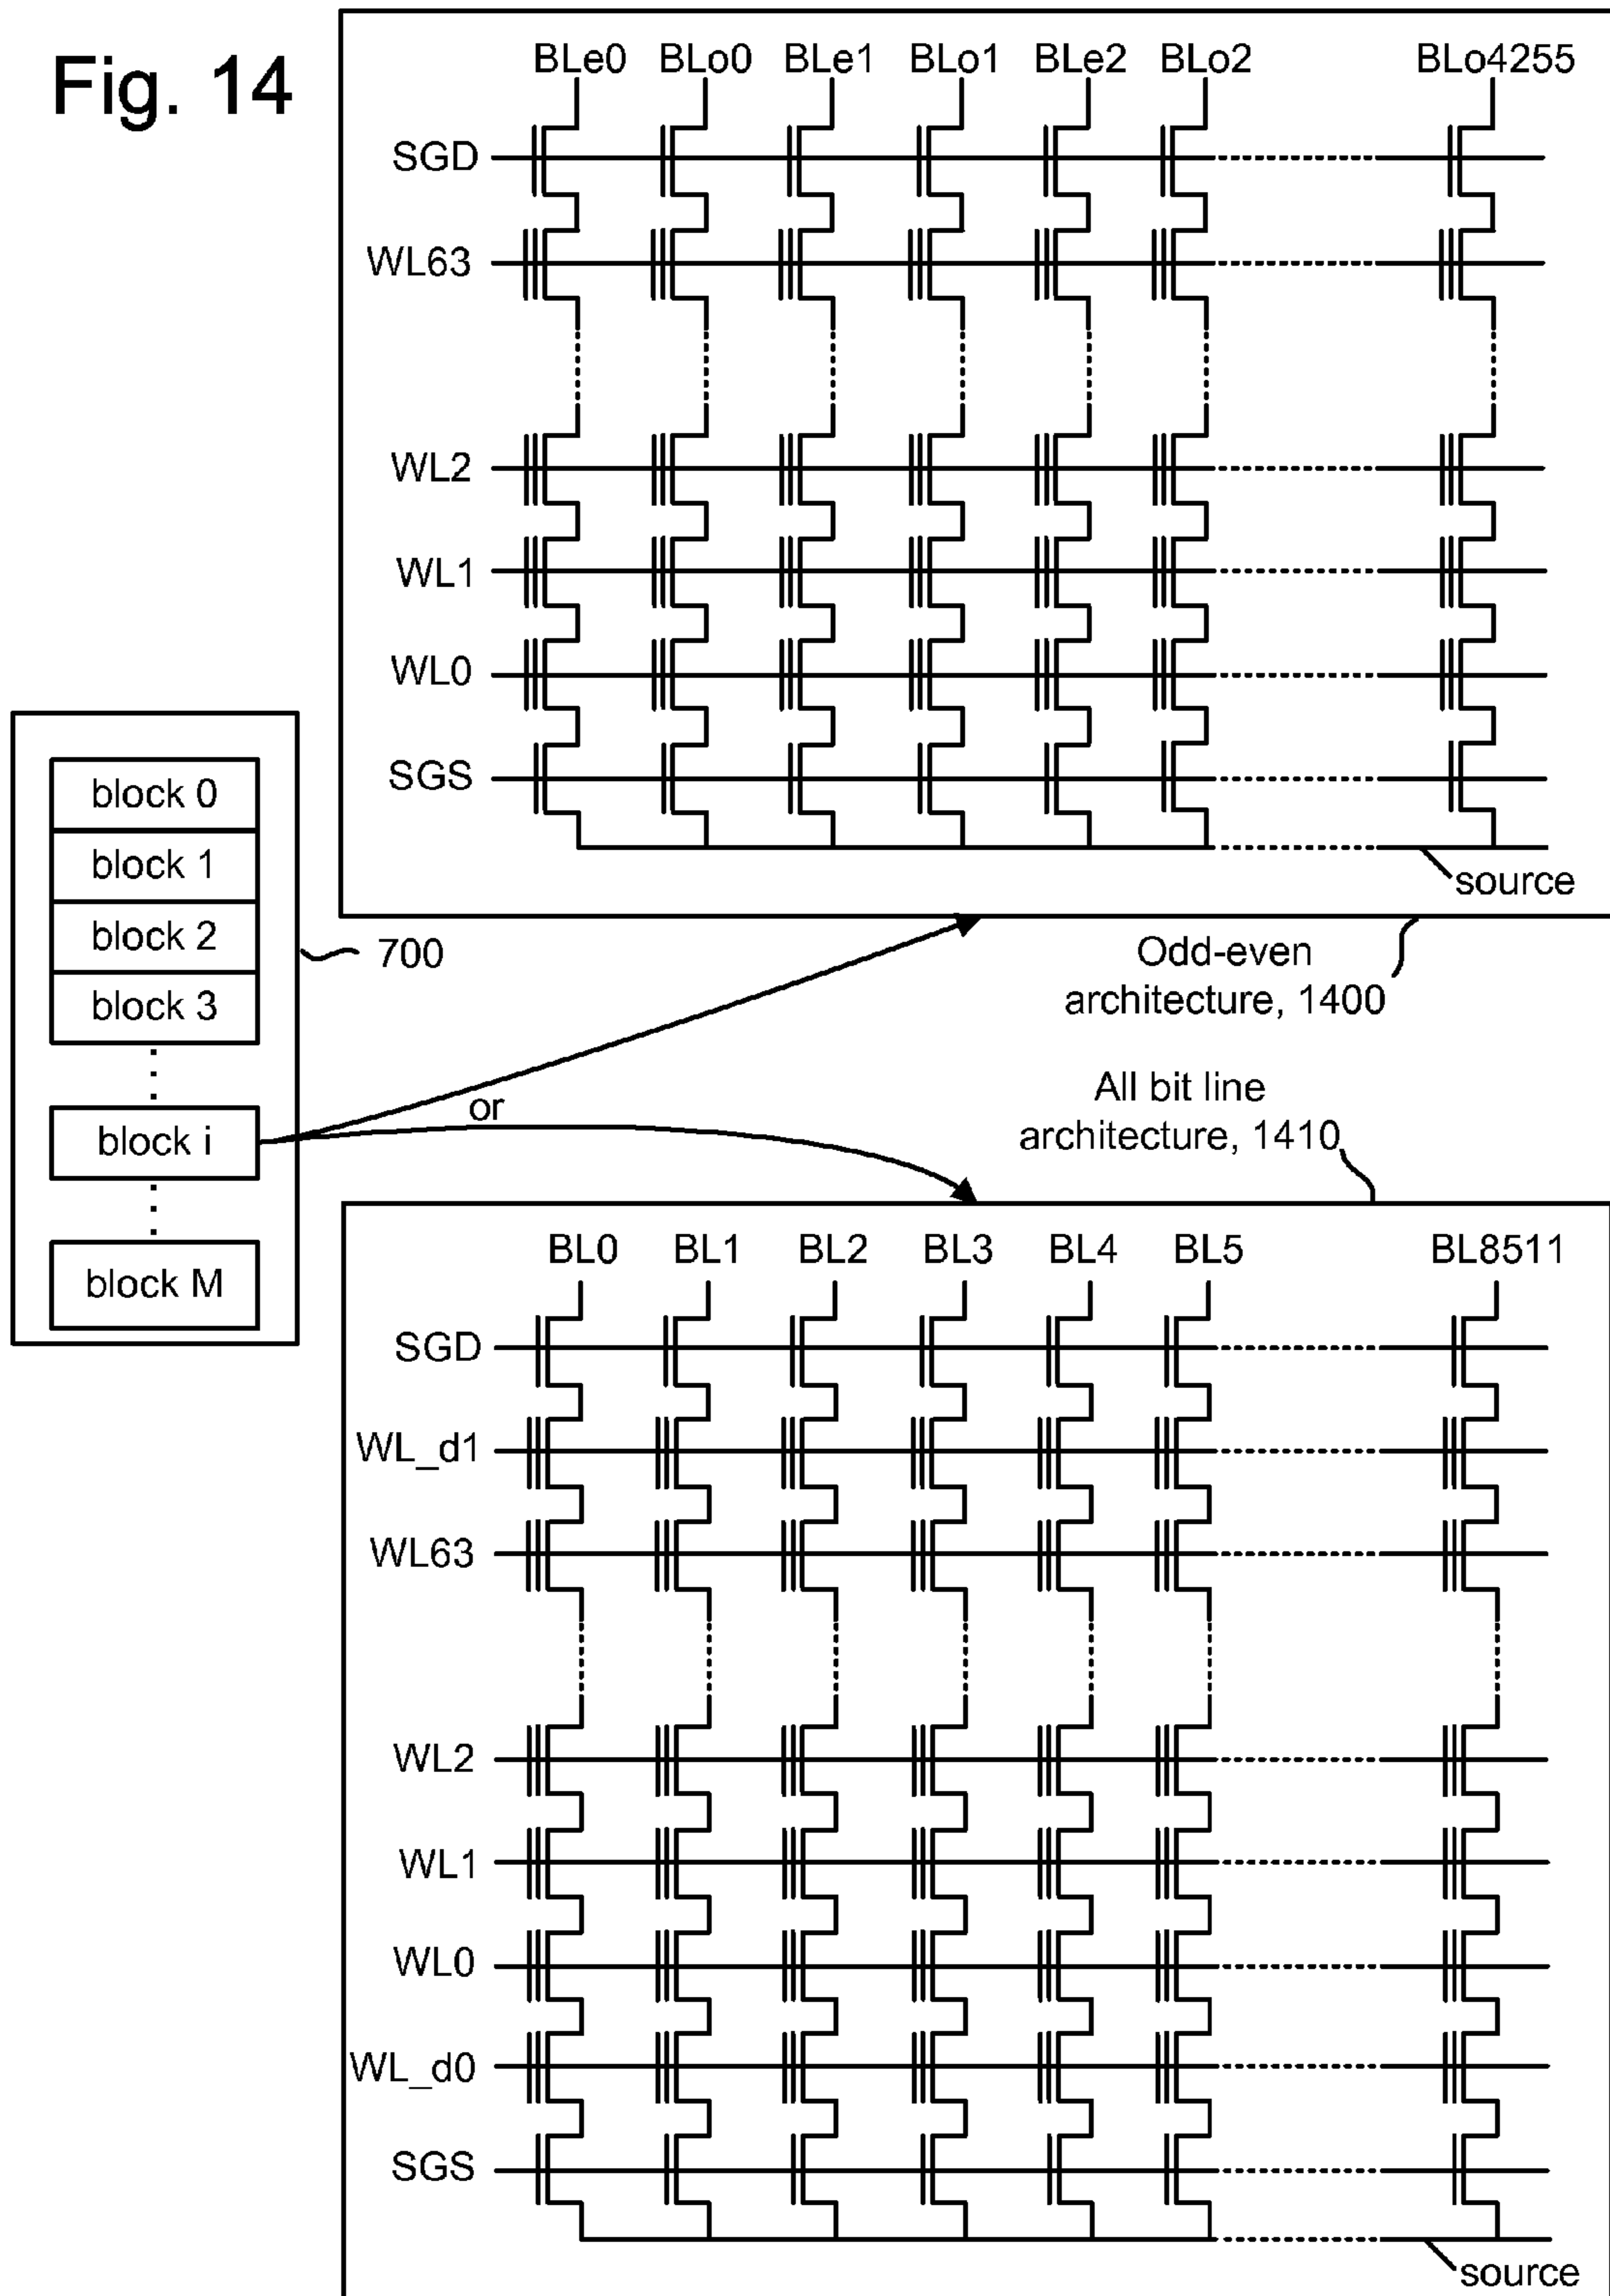 Fig. 14
BLe0 BLo0 BLe1 BLo1 BLe2 BLo2 BLo4255
SGD
WL63
WL2
WL1
WL0
SGS
source
block 0
block 1
block 2
block 3
block i
block M
700
or
Odd-even
architecture, 1400
All bit line
architecture, 1410
BL0 BL1 BL2 BL3 BL4 BL5 BL8511
SGD
WL_d1
WL63
WL2
WL1
WL0
WL_d0
SGS
source